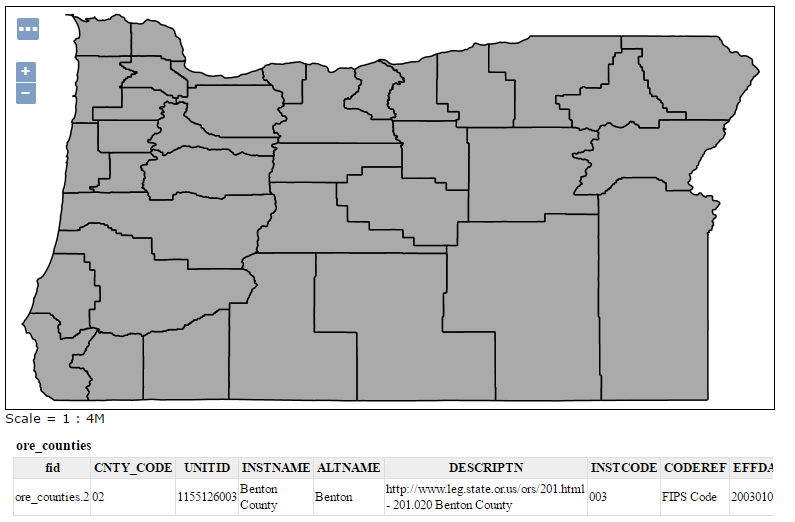 ...
+
−
Scale = 1 : 4M
ore_counties
fid CNTY_CODE UNITID INSTNAME ALTNAME DESCRIPTN INSTCODE CODEREF EFFDA
ore_counties.2 02 1155126003 Benton County Benton http://www.leg.state.or.us/ors/201.html - 201.020 Benton County 003 FIPS Code 2003010